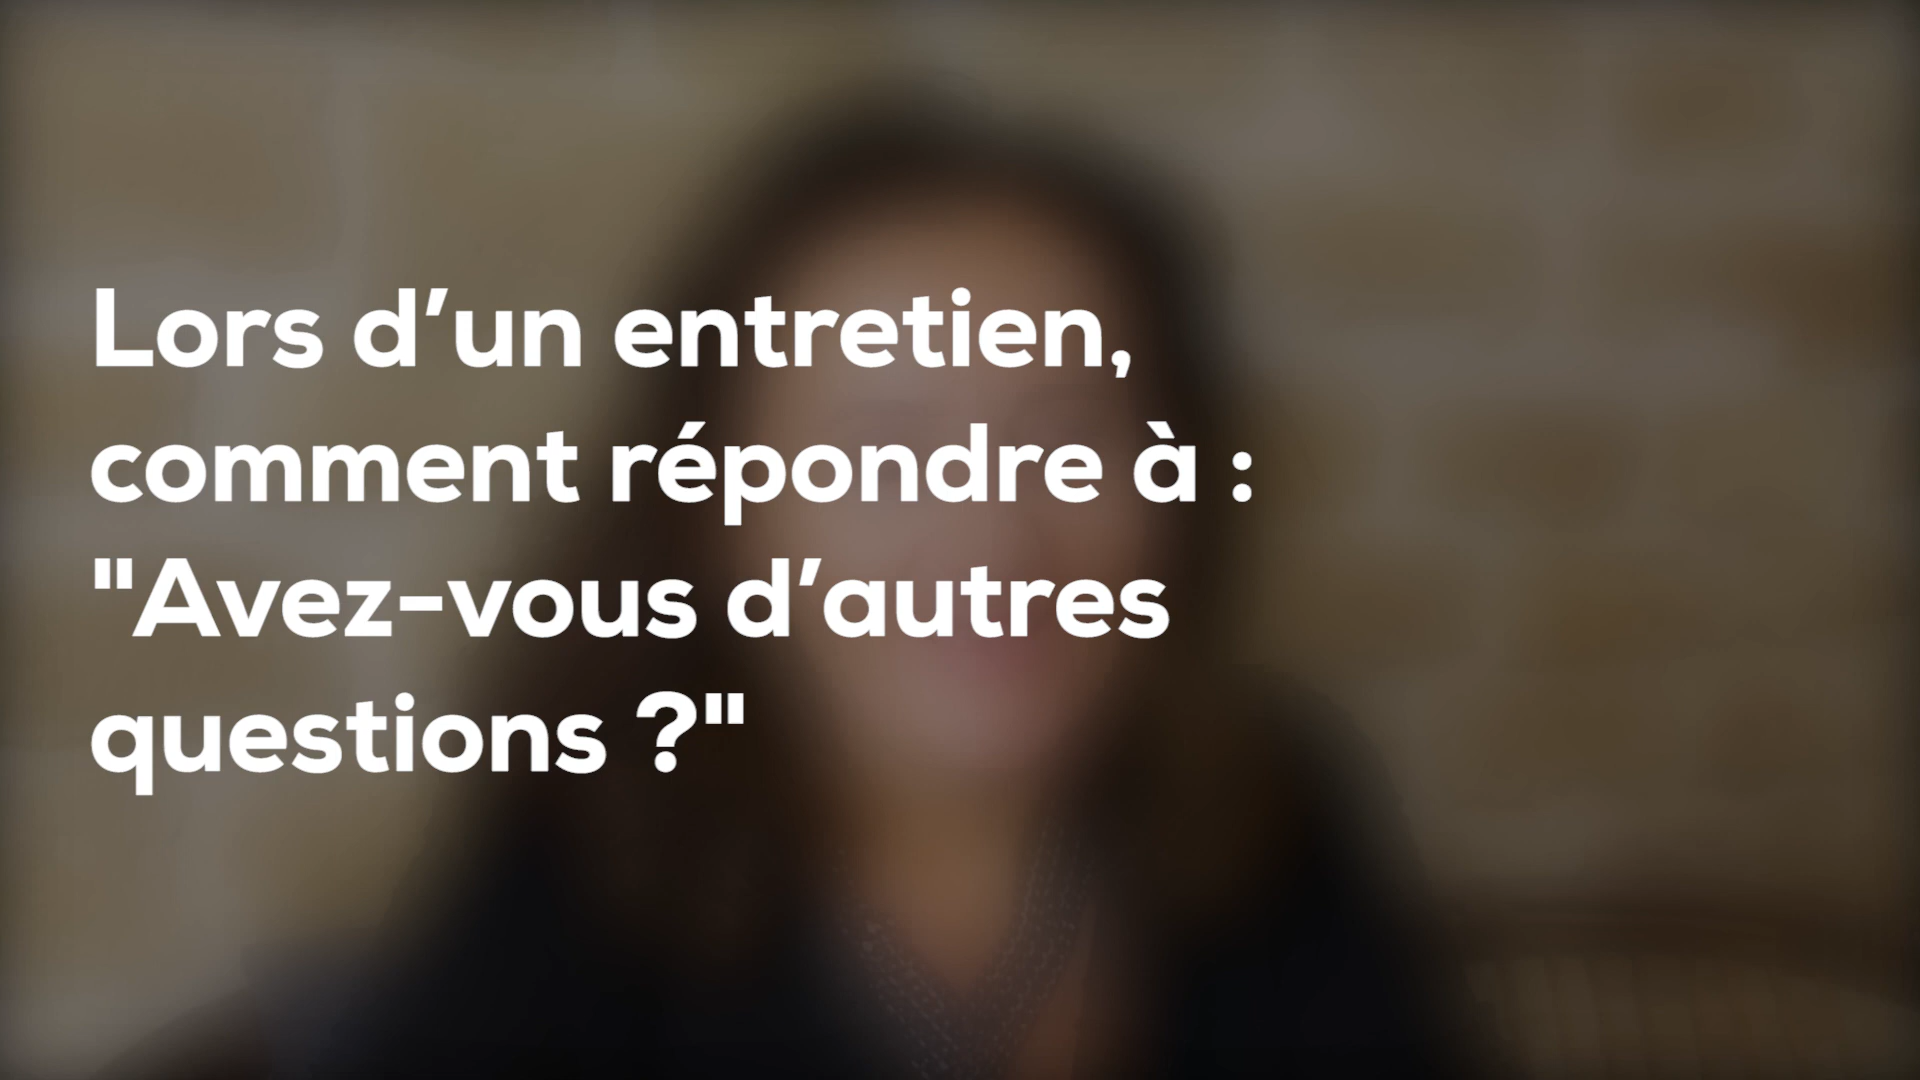 Lors d’un entretien,
comment répondre à :
"Avez-vous d’autres
questions ?"